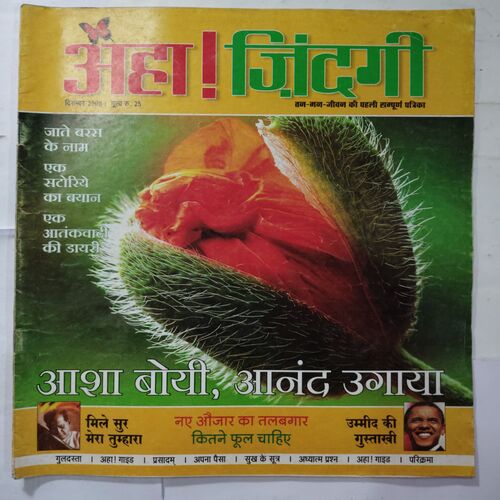 अहा! ज़िंदगी
दिसम्बर 2008 | मूल्य रु. 25
तन-मन-जीवन की पहली सम्पूर्ण पत्रिका
जाते बरस
के नाम
एक
सटोरिये
का बयान
एक
आतंकवादी
की डायरी
आशा बोयी, आनंद उगाया
मिले सुर
मेरा तुम्हारा
नए औजार का तलबगार
कितने फूल चाहिए
उम्मीद की
गुस्ताखी
गुलदस्ता | अहा! गाइड | प्रसादम् | अपना पैसा | सुख के सूत्र | अध्यात्म प्रश्न | अहा! गाइड | परिक्रमा